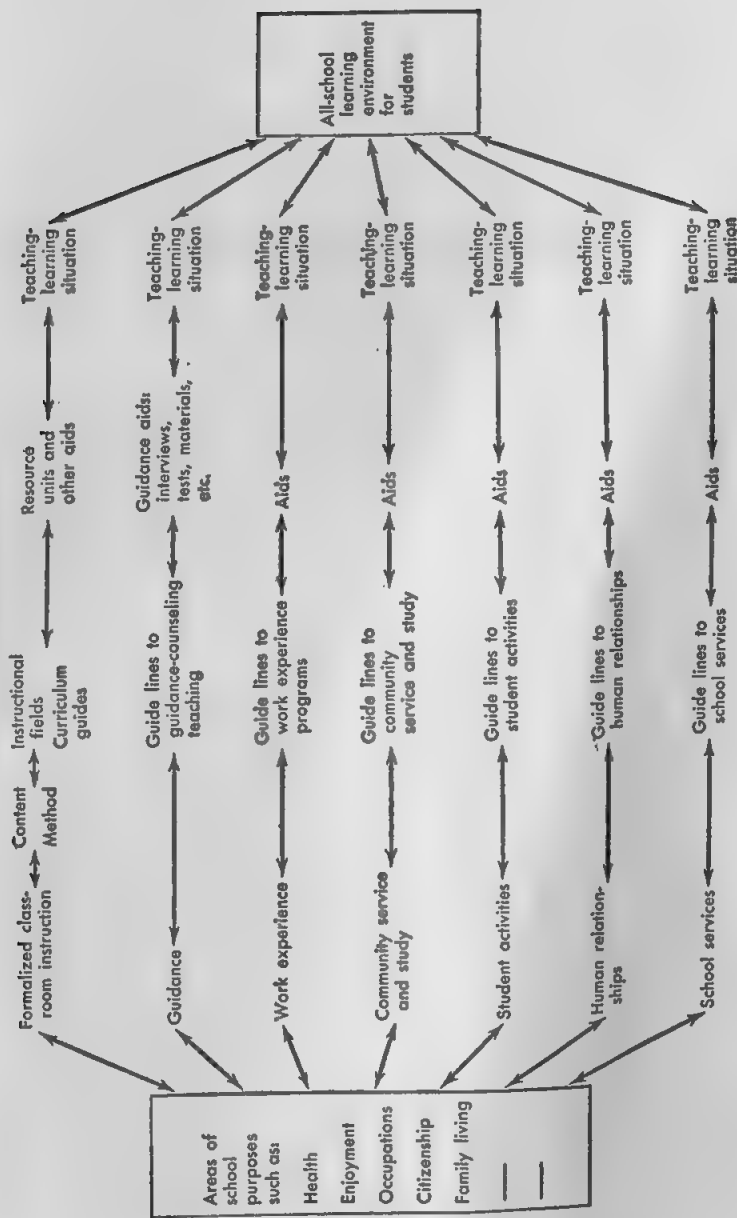 Areas of
school
purposes
such as:
Health
Enjoyment
Occupations
Citizenship
Family living
Formalized class-
room instruction
Content
Method
Instructional
fields
Curriculum
guides
Resource
units and
other aids
Teaching-
learning
situation
Guidance
Guide lines to
guidance-counseling
teaching
Guidance aids:
interviews,
tests, materials,
etc.
Teaching-
learning
situation
Work experience
Guide lines to
work experience
programs
Aids
Teaching-
learning
situation
Community service
and study
Guide lines to
community
service and study
Aids
Teaching-
learning
situation
Student activities
Guide lines to
student activities
Aids
Teaching-
learning
situation
Human relation-
ships
Guide lines to
human relationships
Aids
Teaching-
learning
situation
School services
Guide lines to
school services
Aids
Teaching-
learning
situation
All-school
learning
environment
for
students